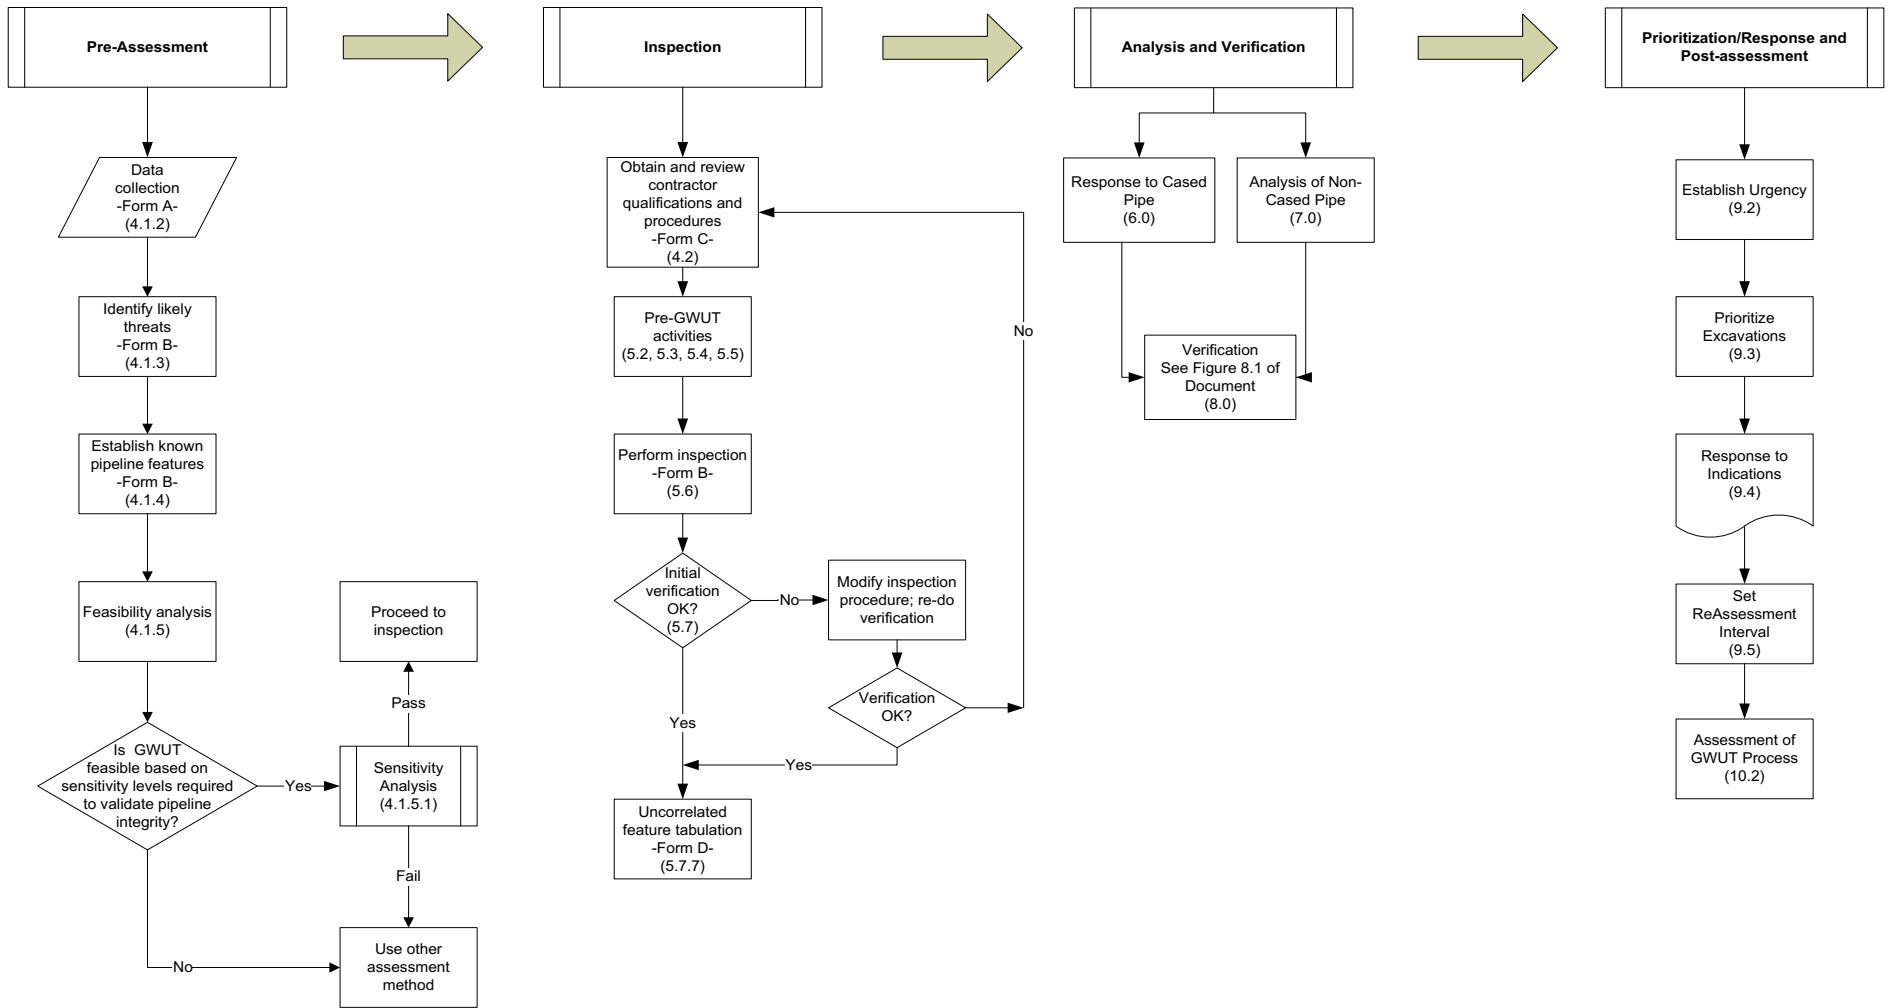 Pre-Assessment
Data
collection
-Form A-
(4.1.2)
Identify likely
threats
-Form B-
(4.1.3)
Establish known
pipeline features
-Form B-
(4.1.4)
Feasibility analysis
(4.1.5)
Is GWUT
feasible based on
sensitivity levels required
to validate pipeline
integrity?
Yes
No
Proceed to
inspection
Pass
Sensitivity
Analysis
(4.1.5.1)
Fail
Use other
assessment
method
Inspection
Obtain and review
contractor
qualifications and
procedures
-Form C-
(4.2)
Pre-GWUT
activities
(5.2, 5.3, 5.4, 5.5)
Perform inspection
-Form B-
(5.6)
Initial
verification
OK?
(5.7)
No
Modify inspection
procedure; re-do
verification
Verification
OK?
No
Yes
Yes
Uncorrelated
feature tabulation
-Form D-
(5.7.7)
Analysis and Verification
Response to Cased
Pipe
(6.0)
Analysis of Non-
Cased Pipe
(7.0)
Verification
See Figure 8.1 of
Document
(8.0)
Prioritization/Response and
Post-assessment
Establish Urgency
(9.2)
Prioritize
Excavations
(9.3)
Response to
Indications
(9.4)
Set
ReAssessment
Interval
(9.5)
Assessment of
GWUT Process
(10.2)